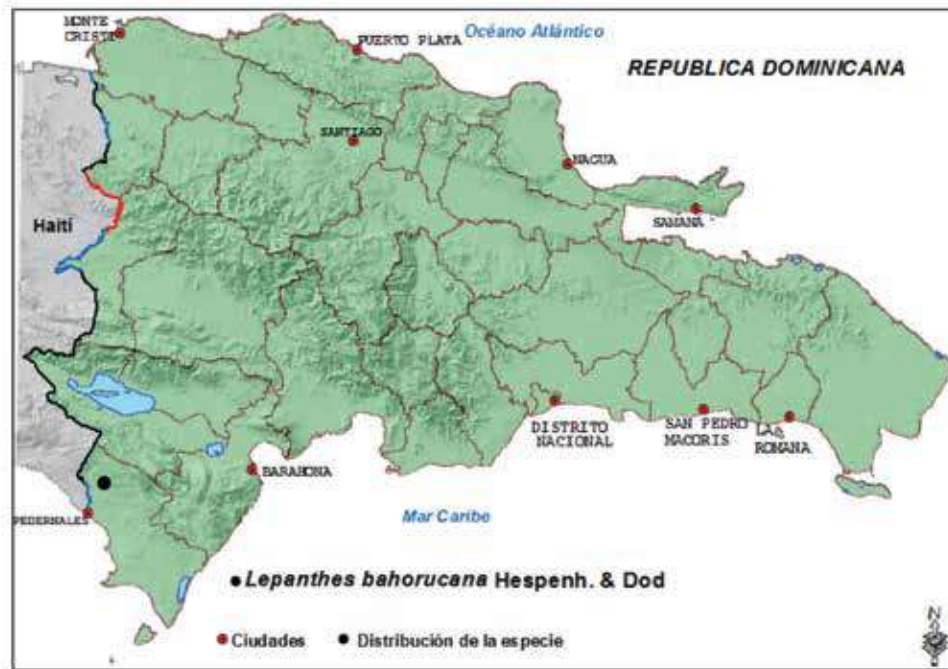 MONTE
CRISTI
PUERTO PLATA
Océano Atlántico
REPUBLICA DOMINICANA
SANTIAGO
NAGUA
SAMANA
Haití
DISTRITO
NACIONAL
SAN PEDRO
MACORIS
LA
ROMANA
BARAHONA
PEDERNALES
Mar Caribe
Lepanthes bahorucana Hespenh. & Dod
Ciudades
Distribución de la especie
N